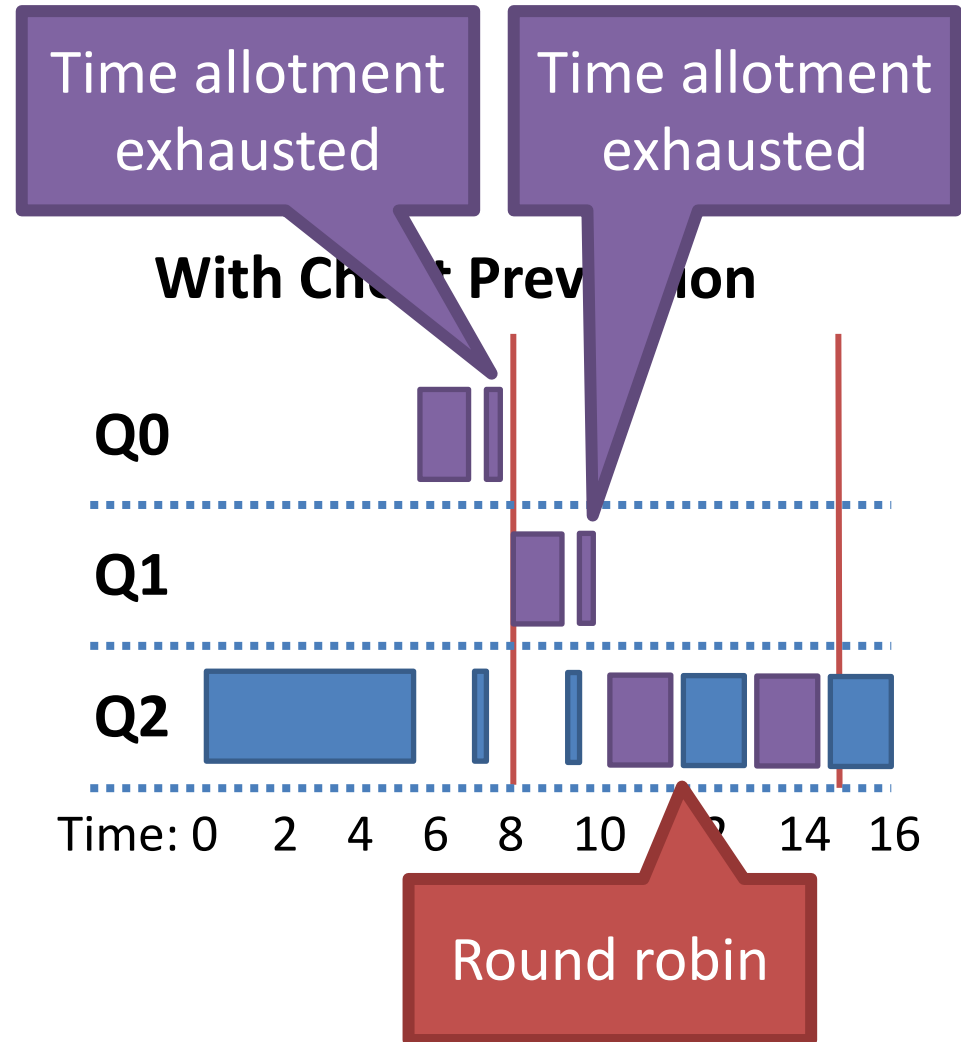 Time allotment
exhausted
Time allotment
exhausted
With
Q0
Q1
Q2
Time: 0 2 4 6 8 10 14 16
Round robin